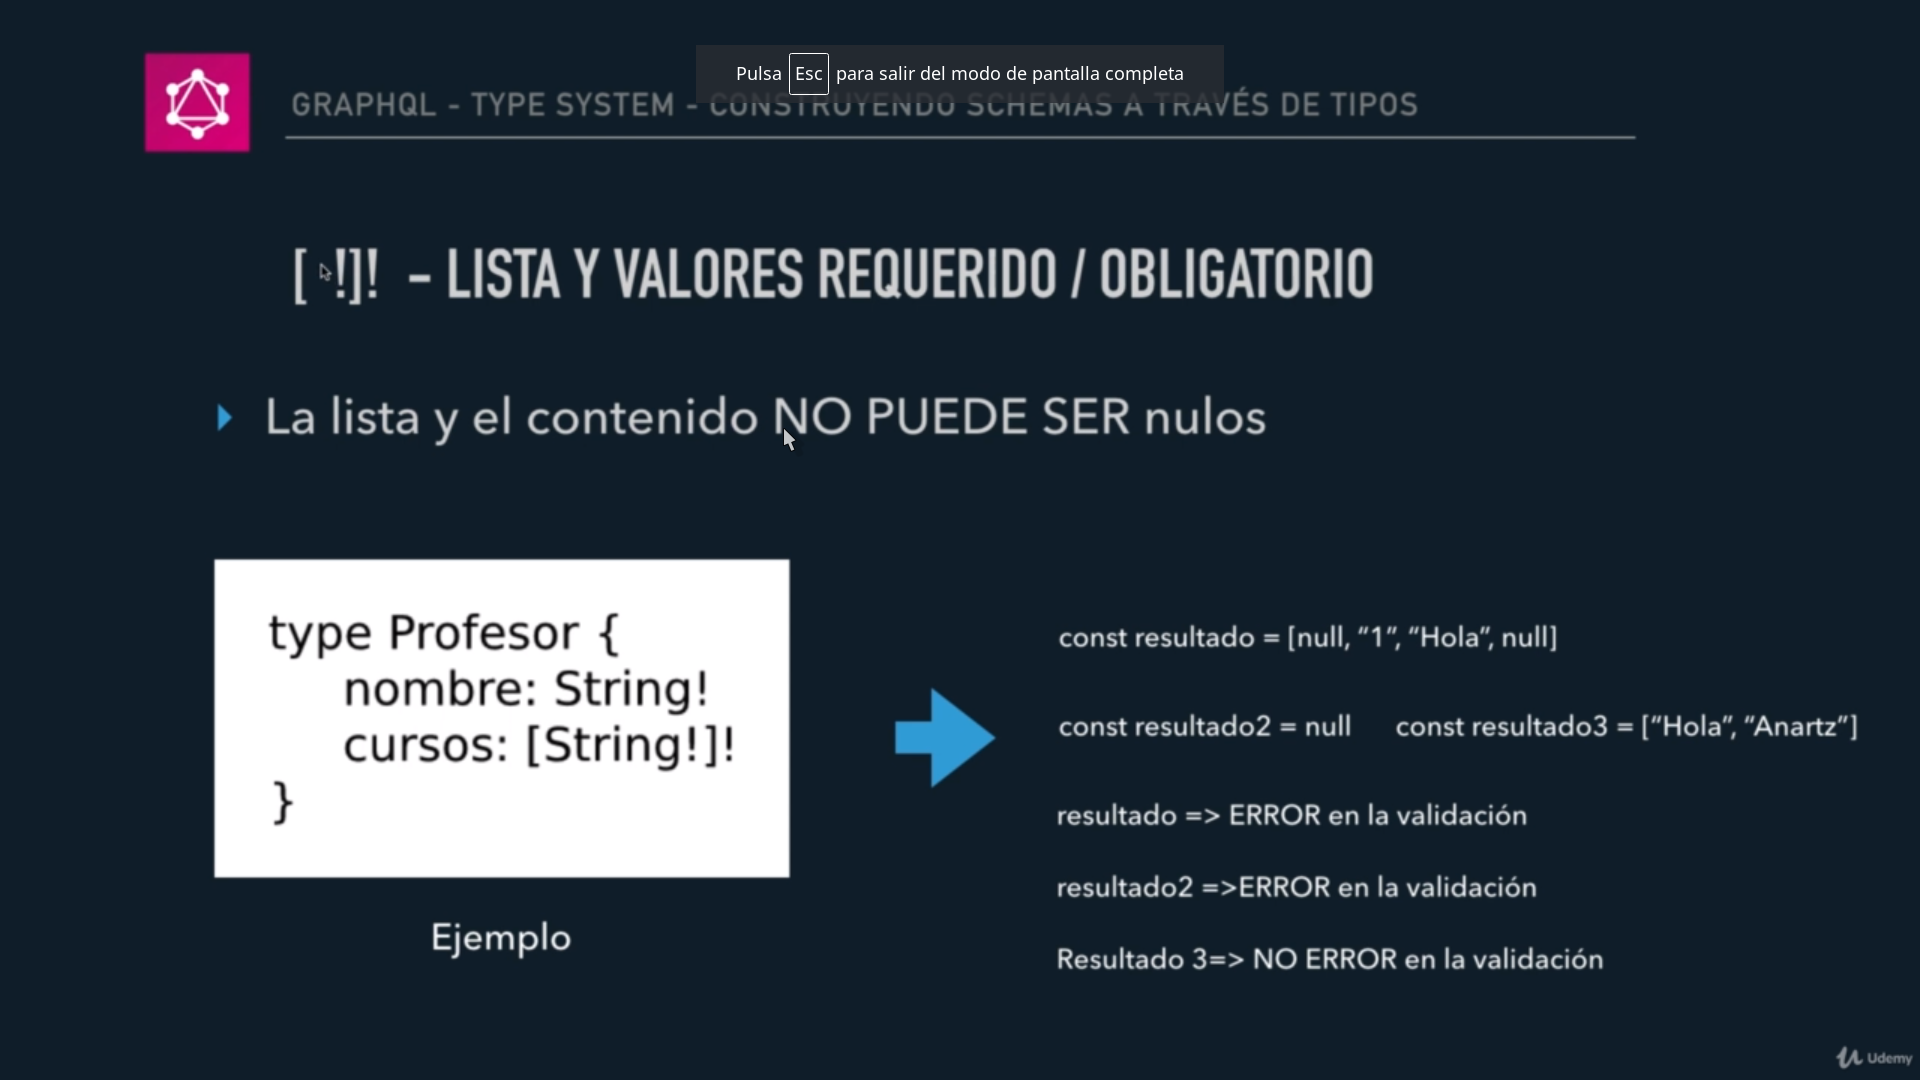 Pulsa Esc para salir del modo de pantalla completa
GRAPHQL - TYPE SYSTEM - CONSTRUYENDO SCHEMAS A TRAVÉS DE TIPOS
[ !]! - LISTA Y VALORES REQUERIDO / OBLIGATORIO
La lista y el contenido NO PUEDE SER nulos
type Profesor {
nombre: String!
cursos: [String!]!
}
Ejemplo
const resultado = [null, “1”, “Hola”, null]
const resultado2 = null const resultado3 = [“Hola”, “Anartz”]
resultado => ERROR en la validación
resultado2 =>ERROR en la validación
Resultado 3=> NO ERROR en la validación
Udemy